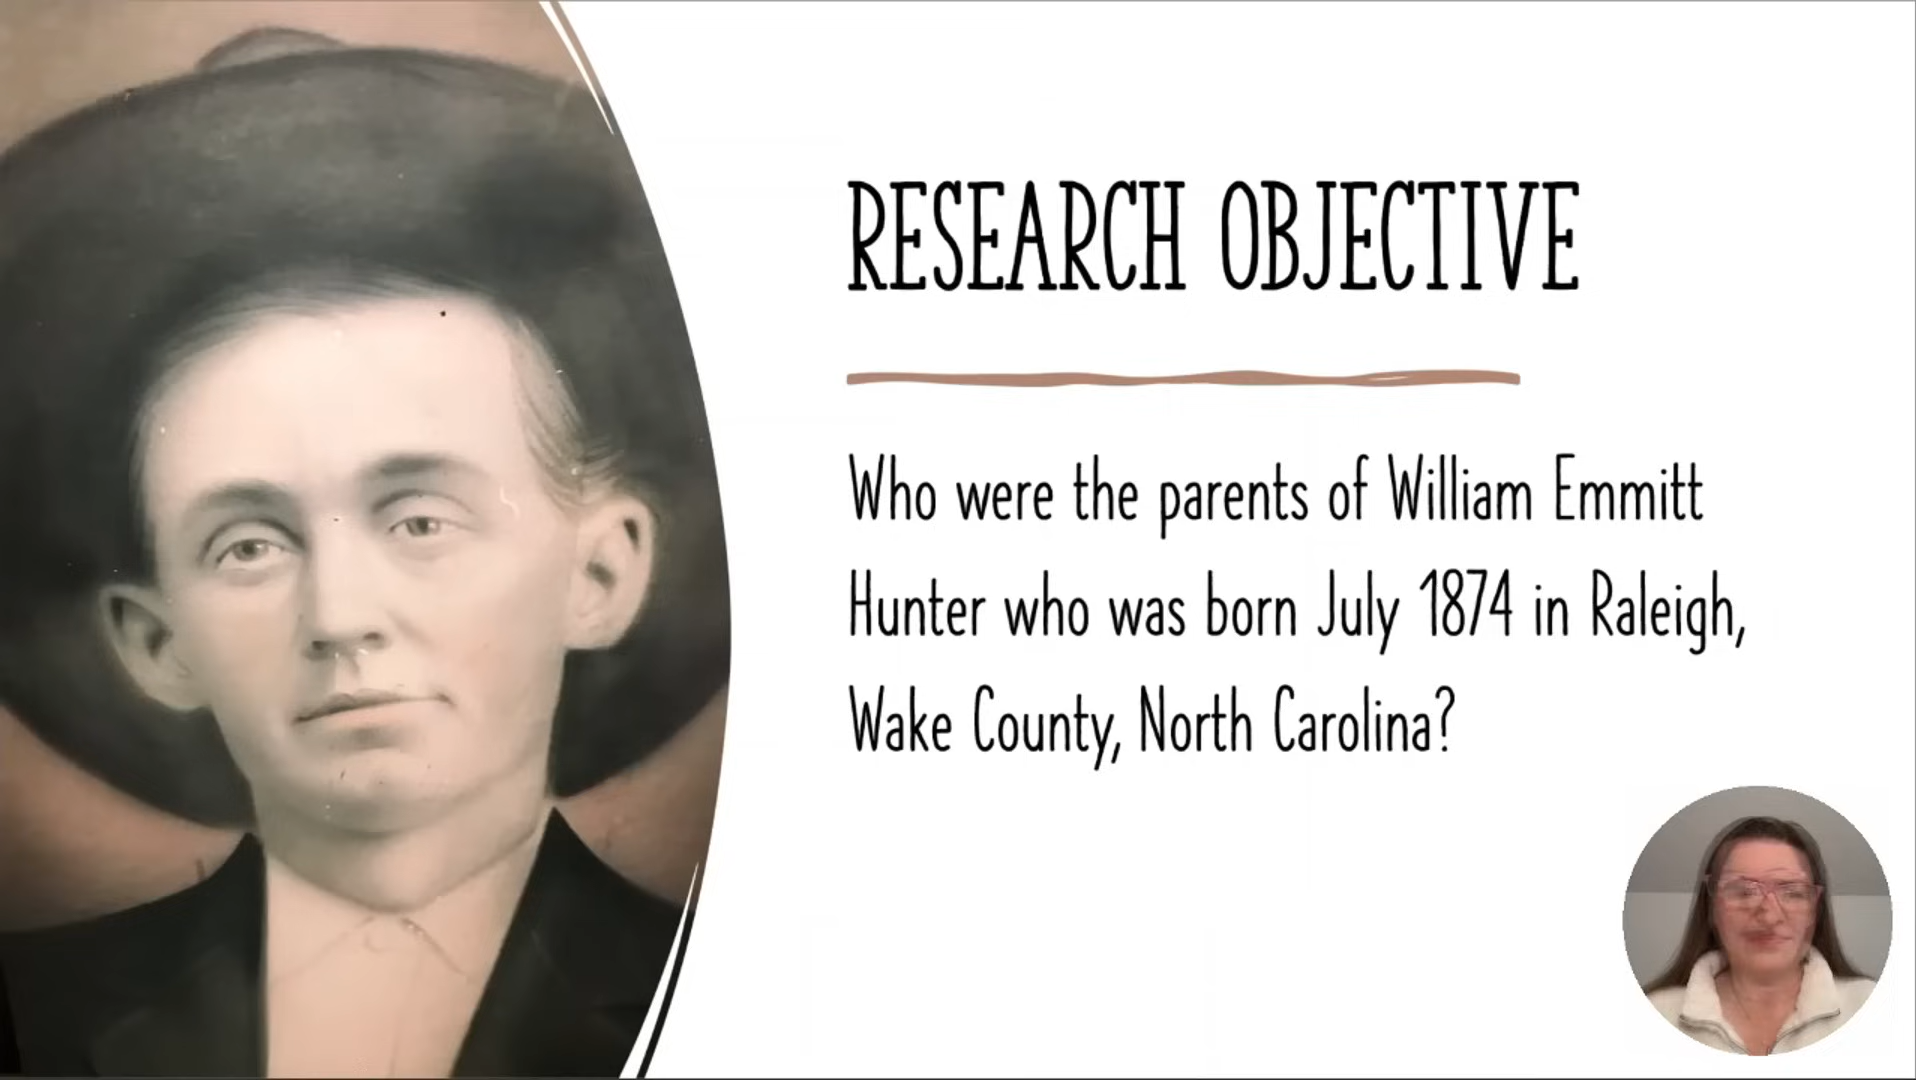 RESEARCH OBJECTIVE
Who were the parents of William Emmitt
Hunter who was born July 1874 in Raleigh,
Wake County, North Carolina?